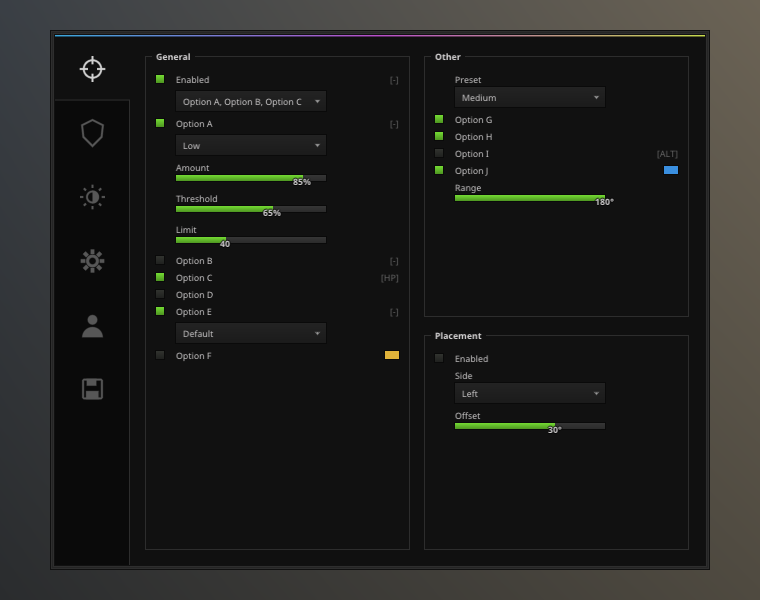 General
Enabled [-]
Option A, Option B, Option C
Option A [-]
Low
Amount
85%
Threshold
65%
Limit
40
Option B [-]
Option C [HP]
Option D
Option E [-]
Default
Option F
Other
Preset
Medium
Option G
Option H
Option I [ALT]
Option J
Range
180°
Placement
Enabled
Side
Left
Offset
30°